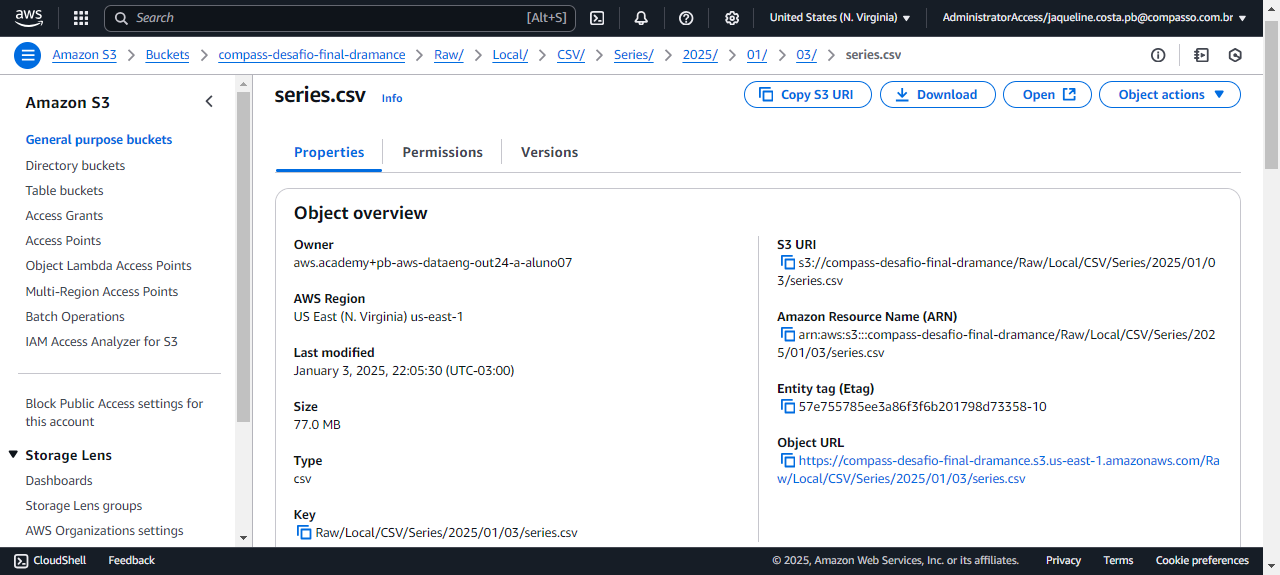 aws
Search [Alt+S]
United States (N. Virginia) ▼
AdministratorAccess/jaqueline.costa.pb@compasso.com.br ▼
Amazon S3 > Buckets > compass-desafio-final-dramance > Raw/ > Local/ > CSV/ > Series/ > 2025/ > 01/ > 03/ > series.csv
Amazon S3
General purpose buckets
Directory buckets
Table buckets
Access Grants
Access Points
Object Lambda Access Points
Multi-Region Access Points
Batch Operations
IAM Access Analyzer for S3
Block Public Access settings for
this account
Storage Lens
Dashboards
Storage Lens groups
AWS Organizations settings
series.csv Info
Copy S3 URI
Download
Open
Object actions ▼
Properties
Permissions
Versions
Object overview
Owner
aws.academy+pb-aws-dataeng-out24-a-aluno07
AWS Region
US East (N. Virginia) us-east-1
Last modified
January 3, 2025, 22:05:30 (UTC-03:00)
Size
77.0 MB
Type
csv
Key
Raw/Local/CSV/Series/2025/01/03/series.csv
S3 URI
s3://compass-desafio-final-dramance/Raw/Local/CSV/Series/2025/01/0
3/series.csv
Amazon Resource Name (ARN)
arn:aws:s3:::compass-desafio-final-dramance/Raw/Local/CSV/Series/202
5/01/03/series.csv
Entity tag (Etag)
57e755785ee3a86f3f6b201798d73358-10
Object URL
https://compass-desafio-final-dramance.s3.us-east-1.amazonaws.com/Ra
w/Local/CSV/Series/2025/01/03/series.csv
CloudShell
Feedback
© 2025, Amazon Web Services, Inc. or its affiliates.
Privacy
Terms
Cookie preferences